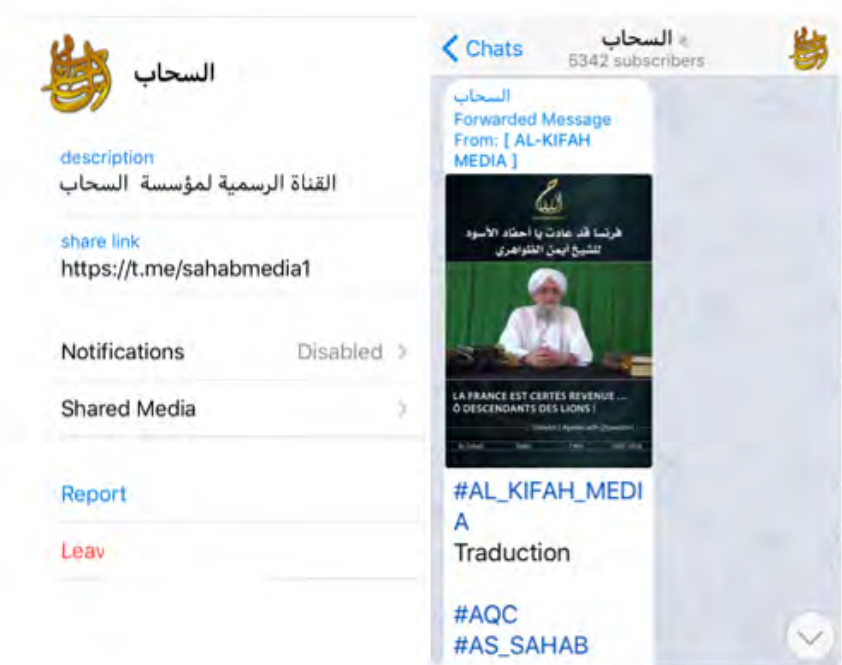 السحاب
description
القناة الرسمية لمؤسسة السحاب
share link
https://t.me/sahabmedia1
Notifications
Disabled
Shared Media
Report
Leav
Chats
السحاب
5342 subscribers
السحاب
Forwarded Message
From: [ AL-KIFAH
MEDIA ]
فرنسا قد عادت يا أحفاد الأسود
للشيخ أيمن الظواهري
LA FRANCE EST CERTES REVENUE ...
Ô DESCENDANTS DES LIONS !
#AL_KIFAH_MEDI
A
Traduction
#AQC
#AS_SAHAB